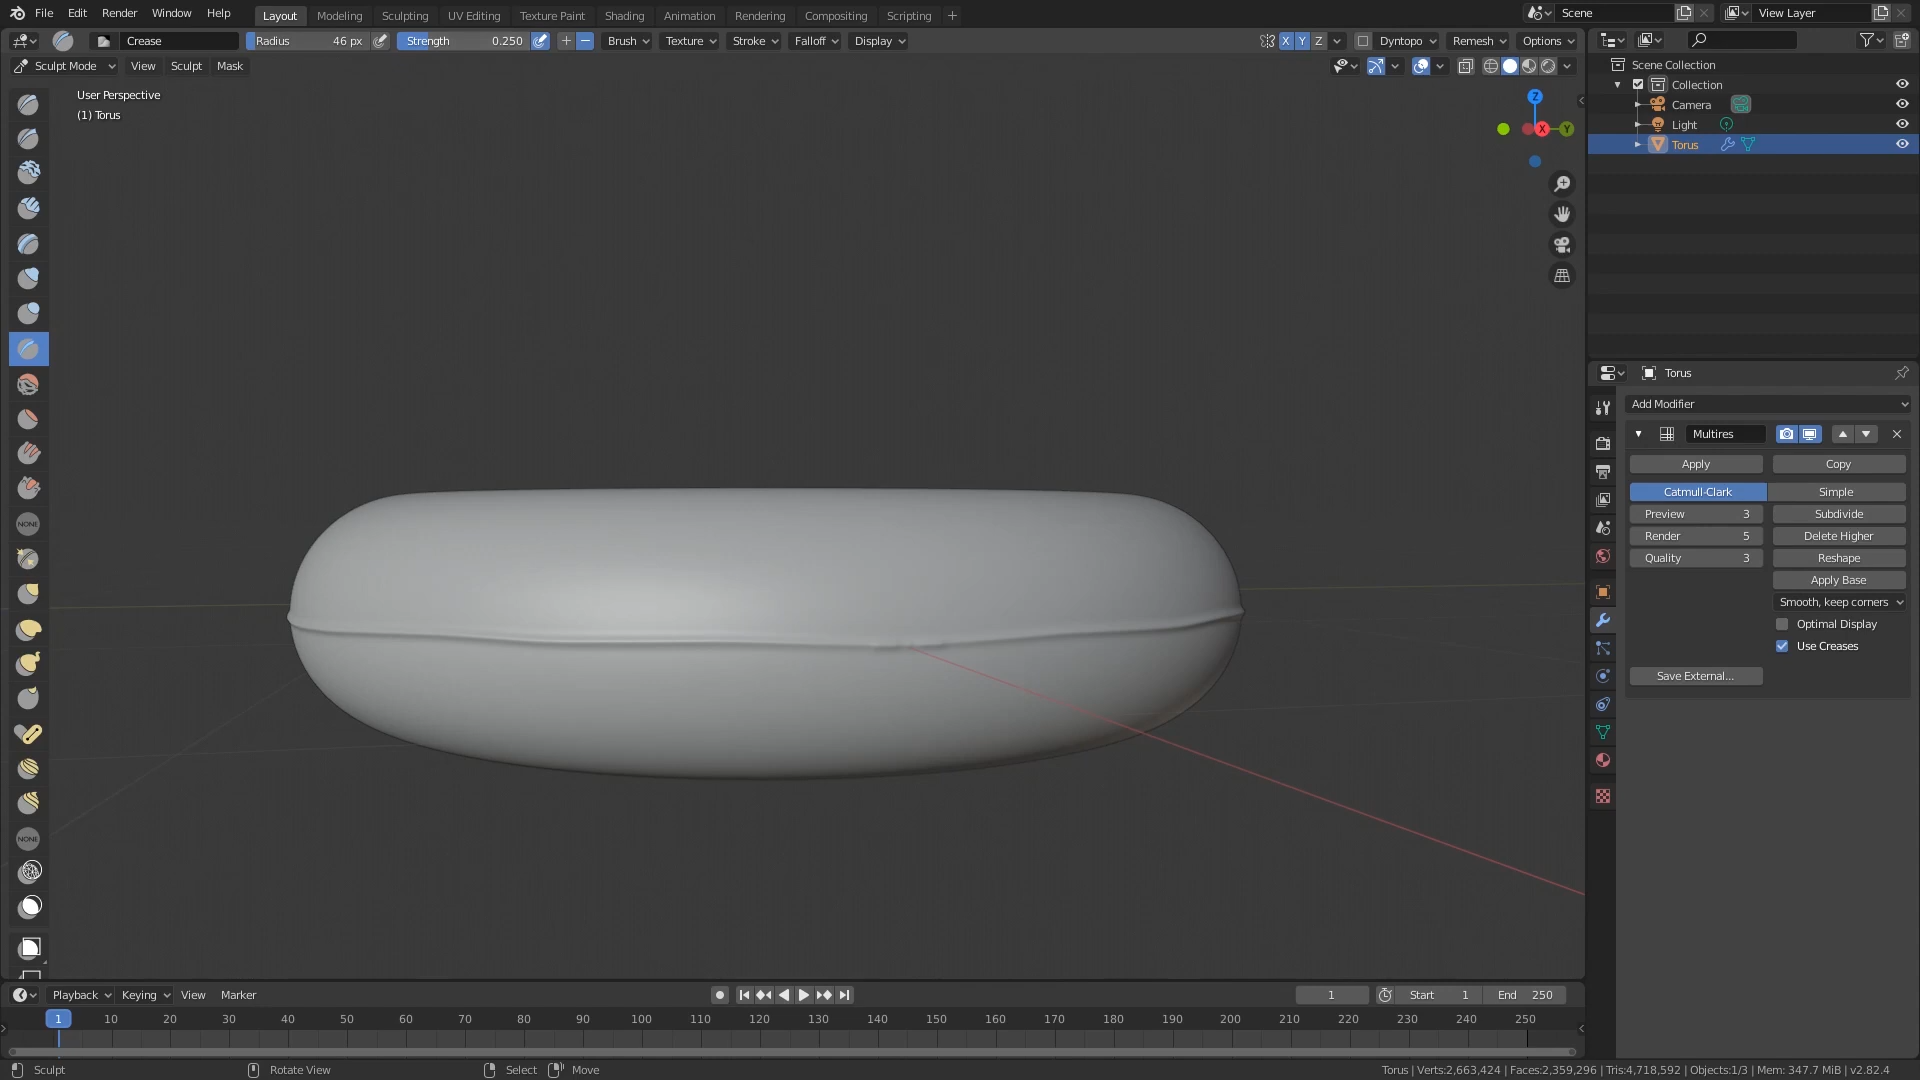 File Edit Render Window Help Layout Modeling Sculpting UV Editing Texture Paint Shading Animation Rendering Compositing Scripting + Scene View Layer
Crease Radius 46 px Strength 0.250 + − Brush Texture Stroke Falloff Display X Y Z Dyntopo Remesh Options
Sculpt Mode View Sculpt Mask
User Perspective
(1) Torus
Z
X
Y
NONE
NONE
Scene Collection
Collection
Camera
Light
Torus
Torus
Add Modifier
Multires
Apply Copy
Catmull-Clark Simple
Preview 3 Subdivide
Render 5 Delete Higher
Quality 3 Reshape
Apply Base
Smooth, keep corners
Optimal Display
Use Creases
Save External...
Playback Keying View Marker 1 Start 1 End 250
1 10 20 30 40 50 60 70 80 90 100 110 120 130 140 150 160 170 180 190 200 210 220 230 240 250
Sculpt Rotate View Select Move Torus | Verts:2,663,424 | Faces:2,359,296 | Tris:4,718,592 | Objects:1/3 | Mem: 347.7 MiB | v2.82.4